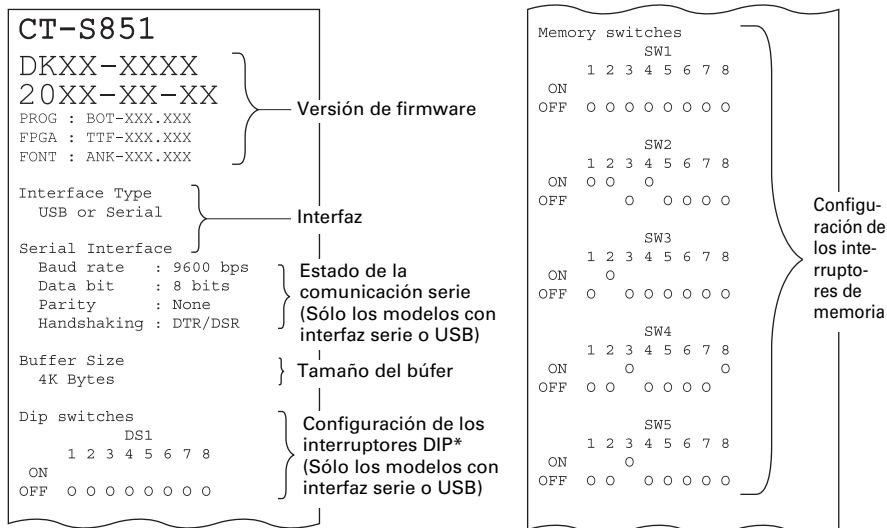 CT-S851
DKXX-XXXX
20XX-XX-XX
PROG : BOT-XXX.XXX
FPGA : TTF-XXX.XXX
FONT : ANK-XXX.XXX
Versión de firmware
Interface Type
USB or Serial
Interfaz
Serial Interface
Baud rate : 9600 bps
Data bit : 8 bits
Parity : None
Handshaking : DTR/DSR
Estado de la
comunicación serie
(Sólo los modelos con
interfaz serie o USB)
Buffer Size
4K Bytes
Tamaño del búfer
Dip switches
DS1
1 2 3 4 5 6 7 8
ON
OFF O O O O O O O O
Configuración de los
interruptores DIP*
(Sólo los modelos con
interfaz serie o USB)
Memory switches
SW1
1 2 3 4 5 6 7 8
ON
OFF O O O O O O O O
SW2
1 2 3 4 5 6 7 8
ON O O O
OFF O O O O O
SW3
1 2 3 4 5 6 7 8
ON O
OFF O O O O O O O
SW4
1 2 3 4 5 6 7 8
ON O O
OFF O O O O O O
SW5
1 2 3 4 5 6 7 8
ON O
OFF O O O O O O O
Configu-
ración de
los inte-
rrupto-
res de
memoria